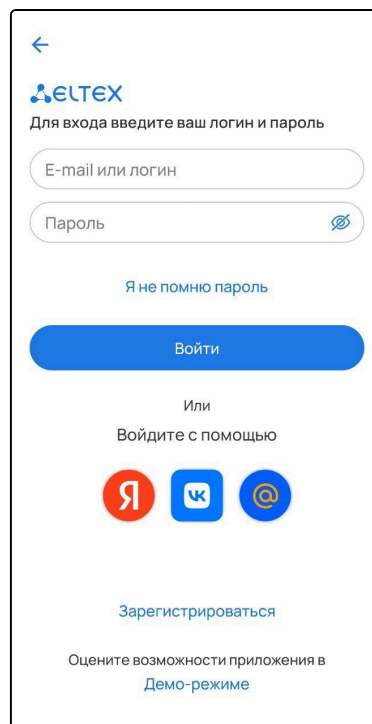 ELTEX
Для входа введите ваш логин и пароль
E-mail или логин
Пароль
Я не помню пароль
Войти
Или
Войдите с помощью
Я VK @
Зарегистрироваться
Оцените возможности приложения в
Демо-режиме